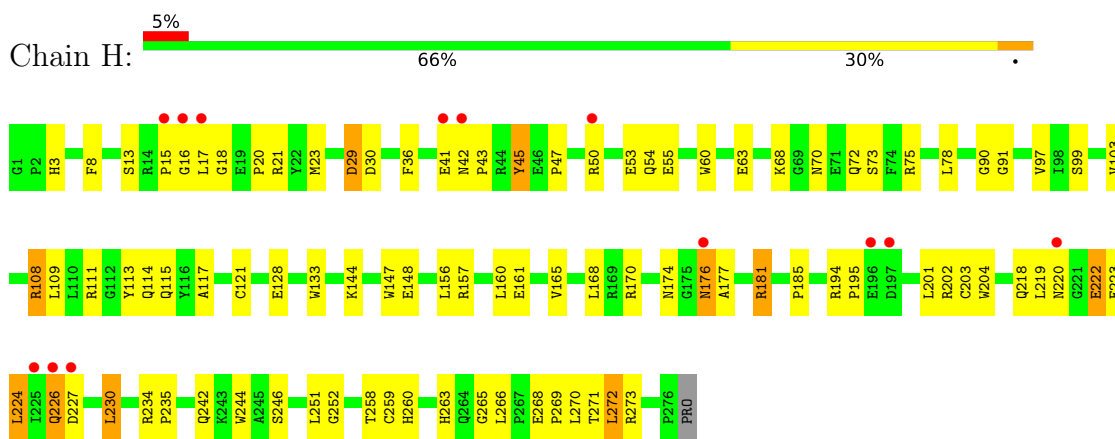 5%
Chain H:
66% 30% •
G1 P2 H3 F8 S13 R14 P15 G16 L17 G18 E19 P20 R21 Y22 M23 D29 D30 F36 E41 N42 P43 R44 Y45 E46 P47 R50 E53 Q54 E55 W60 E63 K68 G69 N70 E71 Q72 S73 F74 R75 L78 G90 G91 V97 I98 S99 V103
R108 L109 L110 R111 G112 Y113 Q114 Q115 Y116 A117 C121 E128 W133 K144 W147 E148 L156 R157 L160 E161 V165 L168 R169 R170 N174 G175 N176 A177 R181 P185 R194 P195 E196 D197 L201 R202 C203 W204 Q218 L219 N220 G221 E222 E223
L224 I225 Q226 D227 L230 R234 P235 Q242 K243 W244 A245 S246 L251 G252 T258 C259 H260 H263 Q264 G265 L266 P267 E268 P269 L270 T271 L272 R273 P276 PRO